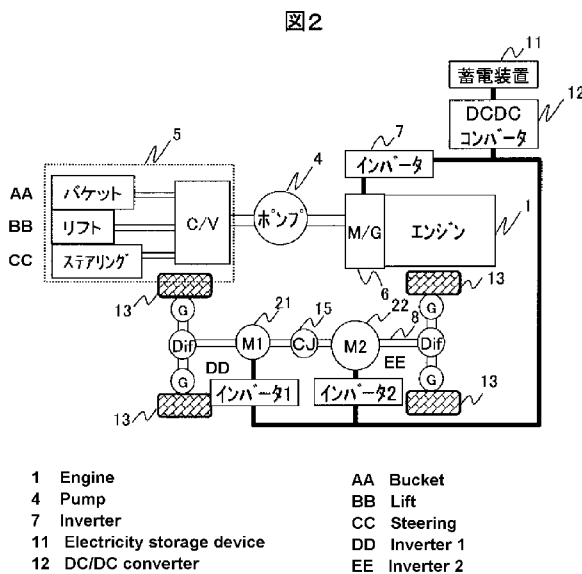 図2
11
蓄電装置
12
DCDC
コンバータ
5
4
7
インバータ
AA
バケット
BB
リフト
CC
ステアリング
C/V
ポンプ
M/G
エンジン
1
6
13
13
21
15
22
8
G
G
Dif
M1
CJ
M2
Dif
DD
EE
G
G
13
インバータ1
インバータ2
13
1 Engine
4 Pump
7 Inverter
11 Electricity storage device
12 DC/DC converter
AA Bucket
BB Lift
CC Steering
DD Inverter 1
EE Inverter 2